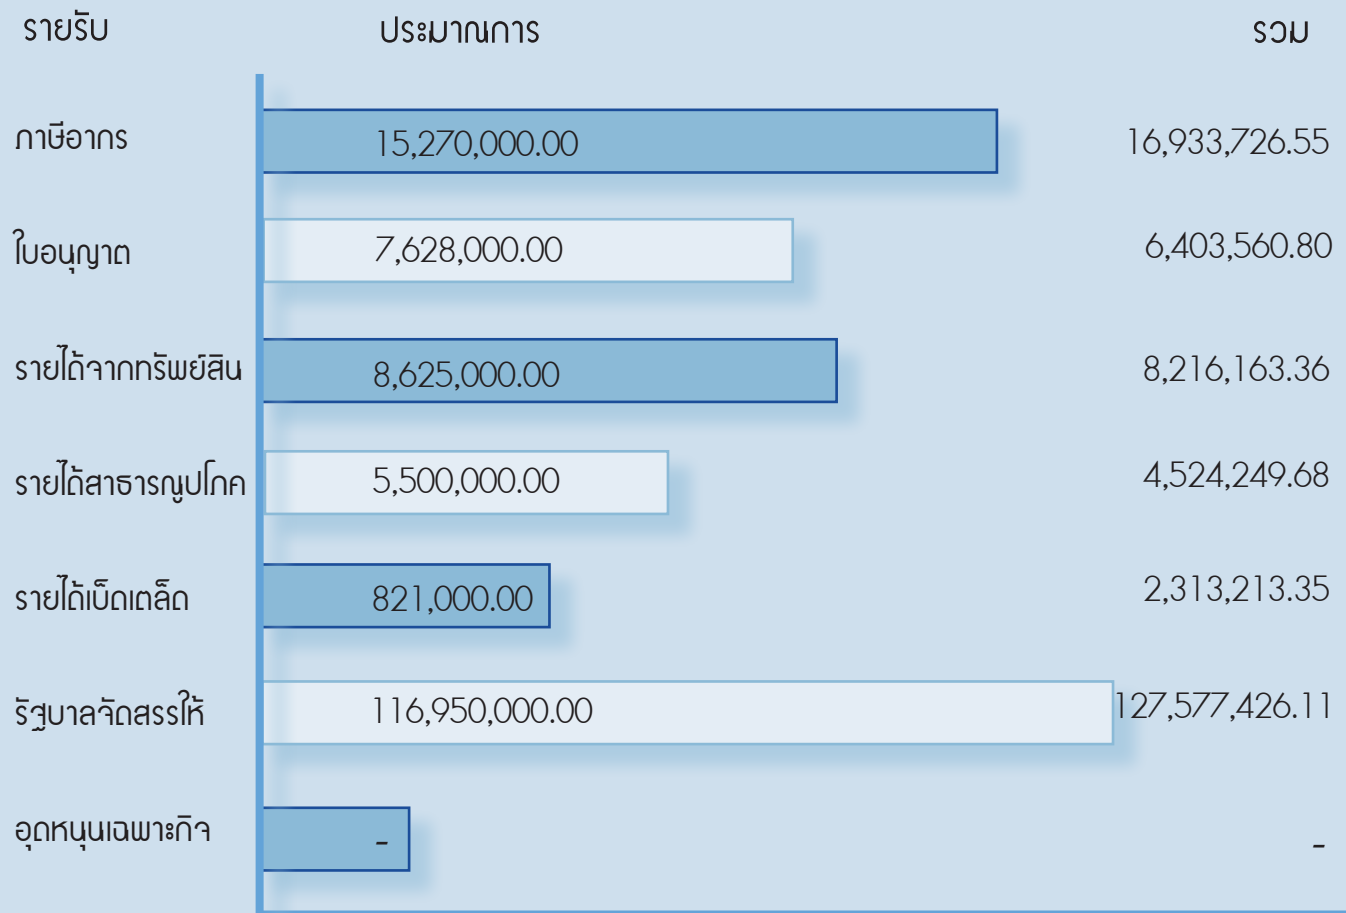 รายรับ ประมาณการ รวม
ภาษีอากร 15,270,000.00 16,933,726.55
ใบอนุญาต 7,628,000.00 6,403,560.80
รายได้จากทรัพย์สิน 8,625,000.00 8,216,163.36
รายได้สาธารณูปโภค 5,500,000.00 4,524,249.68
รายได้เบ็ดเตล็ด 821,000.00 2,313,213.35
รัฐบาลจัดสรรให้ 116,950,000.00 127,577,426.11
อุดหนุนเฉพาะกิจ - -